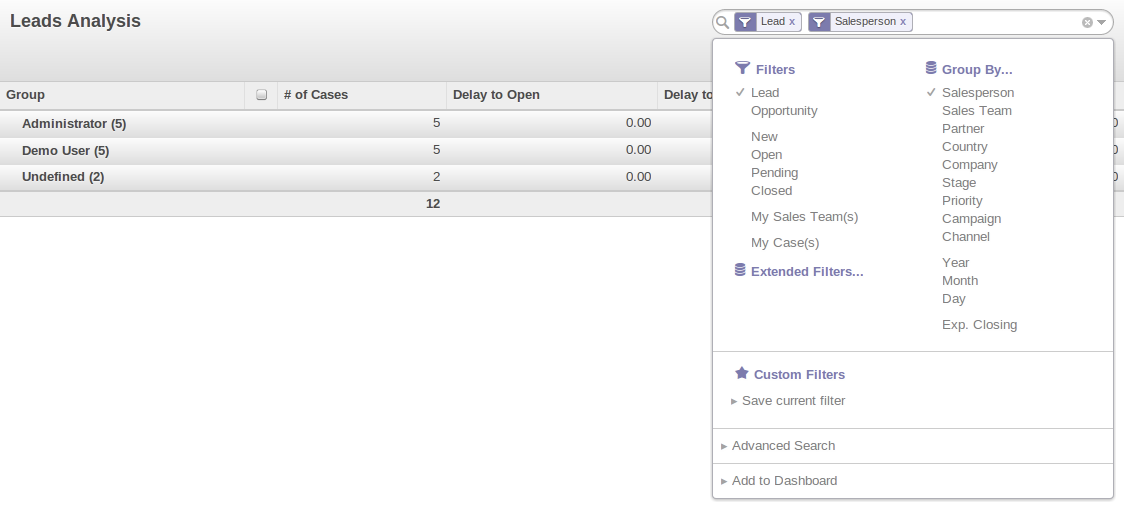 Leads Analysis
Lead x Salesperson x
Group # of Cases Delay to Open Delay to
Administrator (5) 5 0.00 0
Demo User (5) 5 0.00 0
Undefined (2) 2 0.00 0
12
Filters
Lead
Opportunity
New
Open
Pending
Closed
My Sales Team(s)
My Case(s)
Extended Filters...
Group By...
Salesperson
Sales Team
Partner
Country
Company
Stage
Priority
Campaign
Channel
Year
Month
Day
Exp. Closing
Custom Filters
Save current filter
Advanced Search
Add to Dashboard